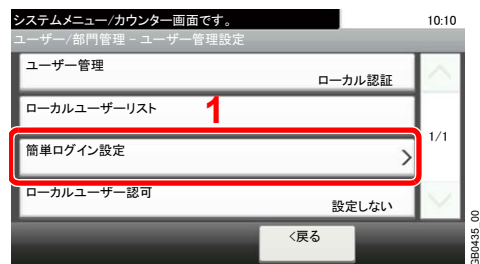 システムメニュー/カウンター画面です。
10:10
ユーザー/部門管理 - ユーザー管理設定
ユーザー管理
ローカル認証
ローカルユーザーリスト
1
1/1
簡単ログイン設定
ローカルユーザー認可
設定しない
<戻る
GB0435_00